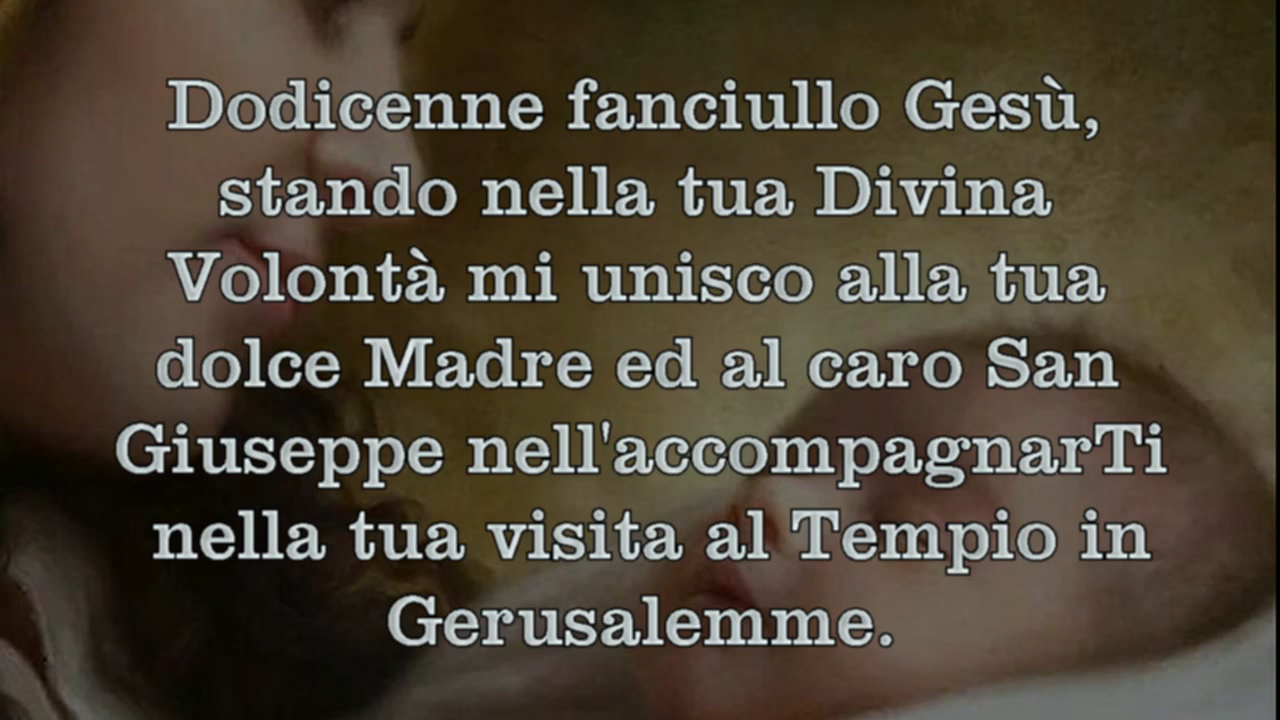 Dodicenne fanciullo Gesù,
stando nella tua Divina
Volontà mi unisco alla tua
dolce Madre ed al caro San
Giuseppe nell'accompagnarTi
nella tua visita al Tempio in
Gerusalemme.